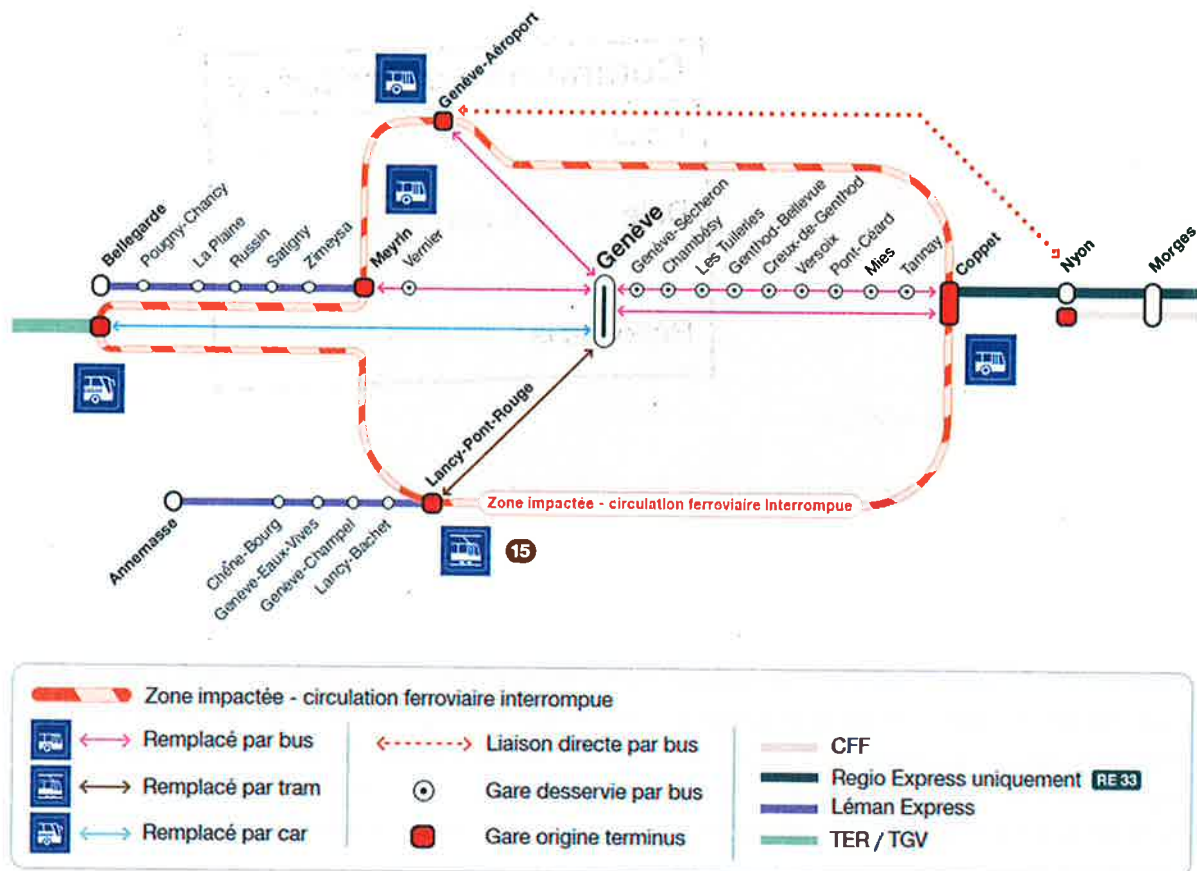 Genève-Aéroport
Bellegarde
Pougny-Chancy
La Plaine
Russin
Satigny
Zimeysa
Meyrin
Vernier
Genève
Genève-Sécheron
Chambésy
Les Tuileries
Genthod-Bellevue
Creux-de-Genthod
Versoix
Pont-Céard
Mies
Tannay
Coppet
Nyon
Morges
Lancy-Pont-Rouge
Zone impactée - circulation ferroviaire interrompue
Annemasse
Chêne-Bourg
Genève-Eaux-Vives
Genève-Champel
Lancy-Bachet
15
Zone impactée - circulation ferroviaire interrompue
Remplacé par bus
Remplacé par tram
Remplacé par car
Liaison directe par bus
Gare desservie par bus
Gare origine terminus
CFF
Regio Express uniquement RE 33
Léman Express
TER / TGV